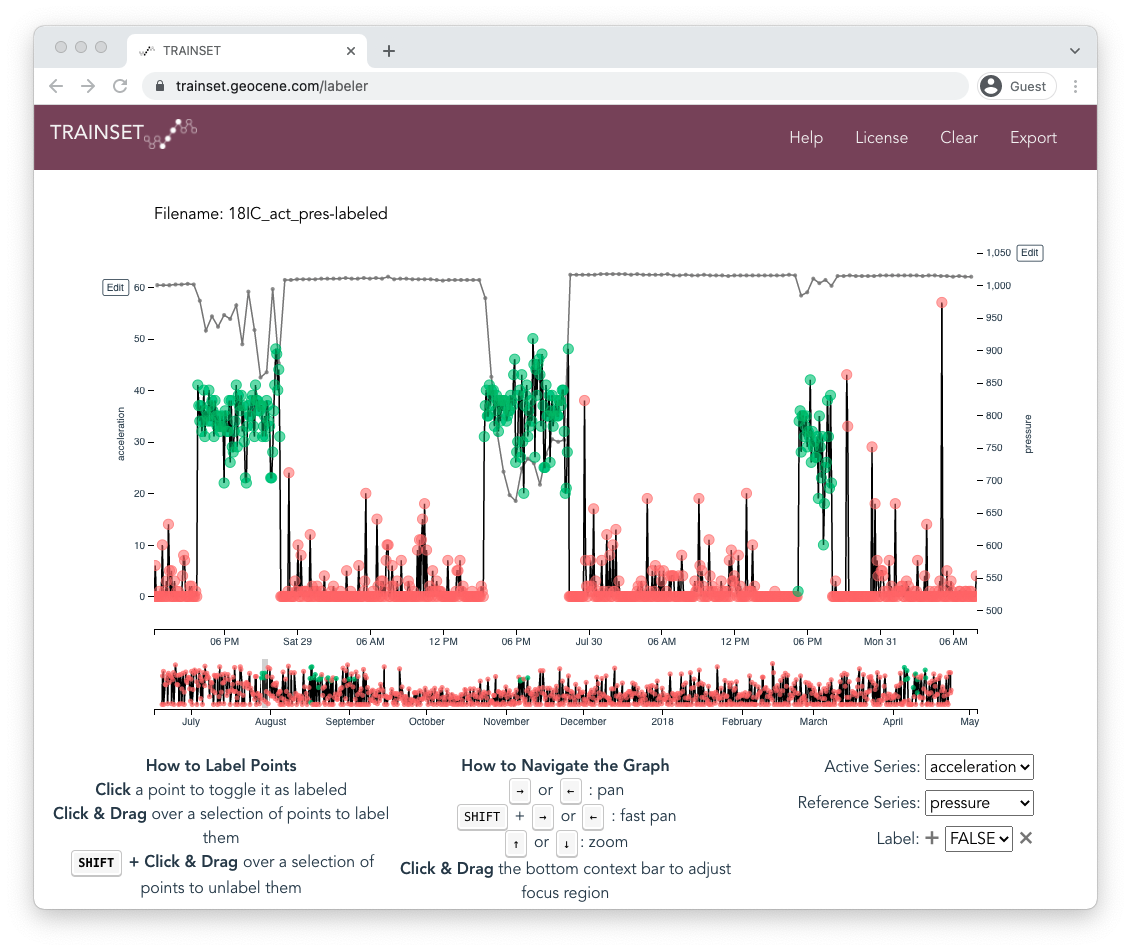 TRAINSET
trainset.geocene.com/labeler
Guest
TRAINSET
Help License Clear Export
Filename: 18IC_act_pres-labeled
Edit
60
50
40
30
20
10
0
acceleration
1,050 Edit
1,000
950
900
850
800
750
700
650
600
550
500
pressure
06 PM Sat 29 06 AM 12 PM 06 PM Jul 30 06 AM 12 PM 06 PM Mon 31 06 AM
July August September October November December 2018 February March April May
How to Label Points
Click a point to toggle it as labeled
Click & Drag over a selection of points to label
them
SHIFT + Click & Drag over a selection of
points to unlabel them
How to Navigate the Graph
→ or ← : pan
SHIFT + → or ← : fast pan
↑ or ↓ : zoom
Click & Drag the bottom context bar to adjust
focus region
Active Series: acceleration
Reference Series: pressure
Label: + FALSE ×